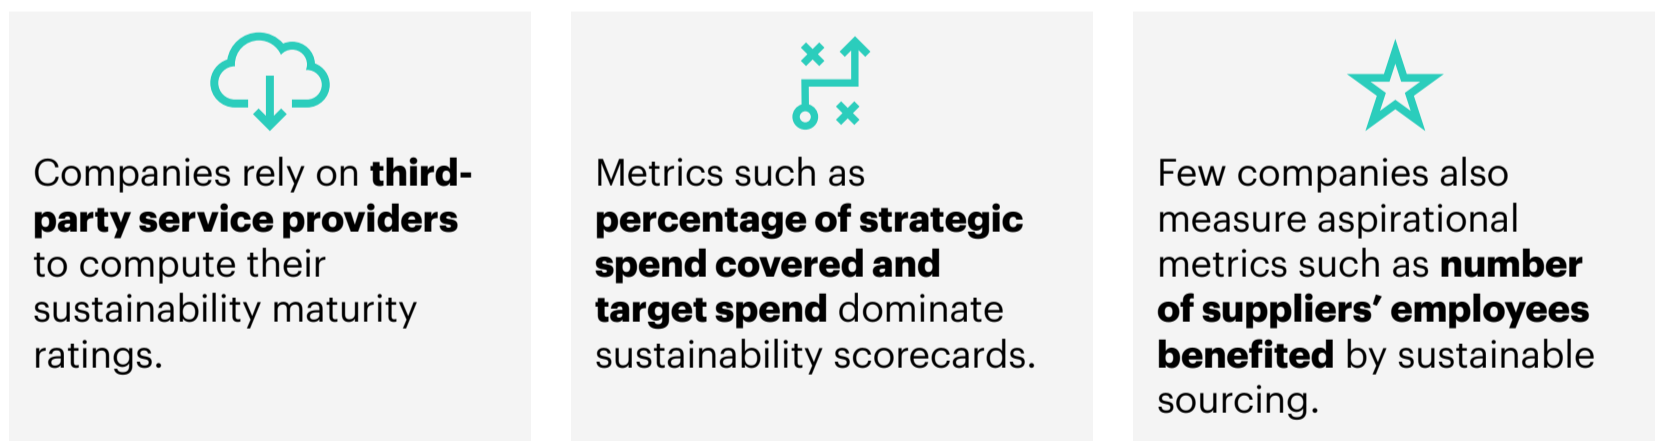 Companies rely on third-
party service providers
to compute their
sustainability maturity
ratings.
Metrics such as
percentage of strategic
spend covered and
target spend dominate
sustainability scorecards.
Few companies also
measure aspirational
metrics such as number
of suppliers’ employees
benefited by sustainable
sourcing.